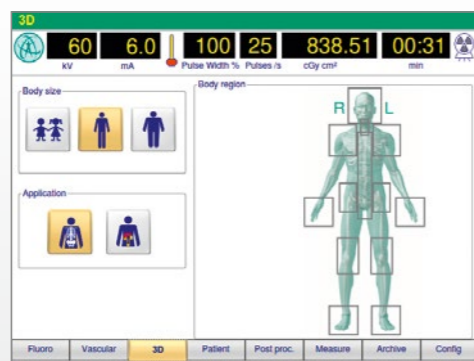 3D
60 6.0 100 25 838.51 00:31
kV mA Pulse Width % Pulses /s cGy cm² min
Body size
Body region
R L
Application
Fluoro Vascular 3D Patient Post proc. Measure Archive Config